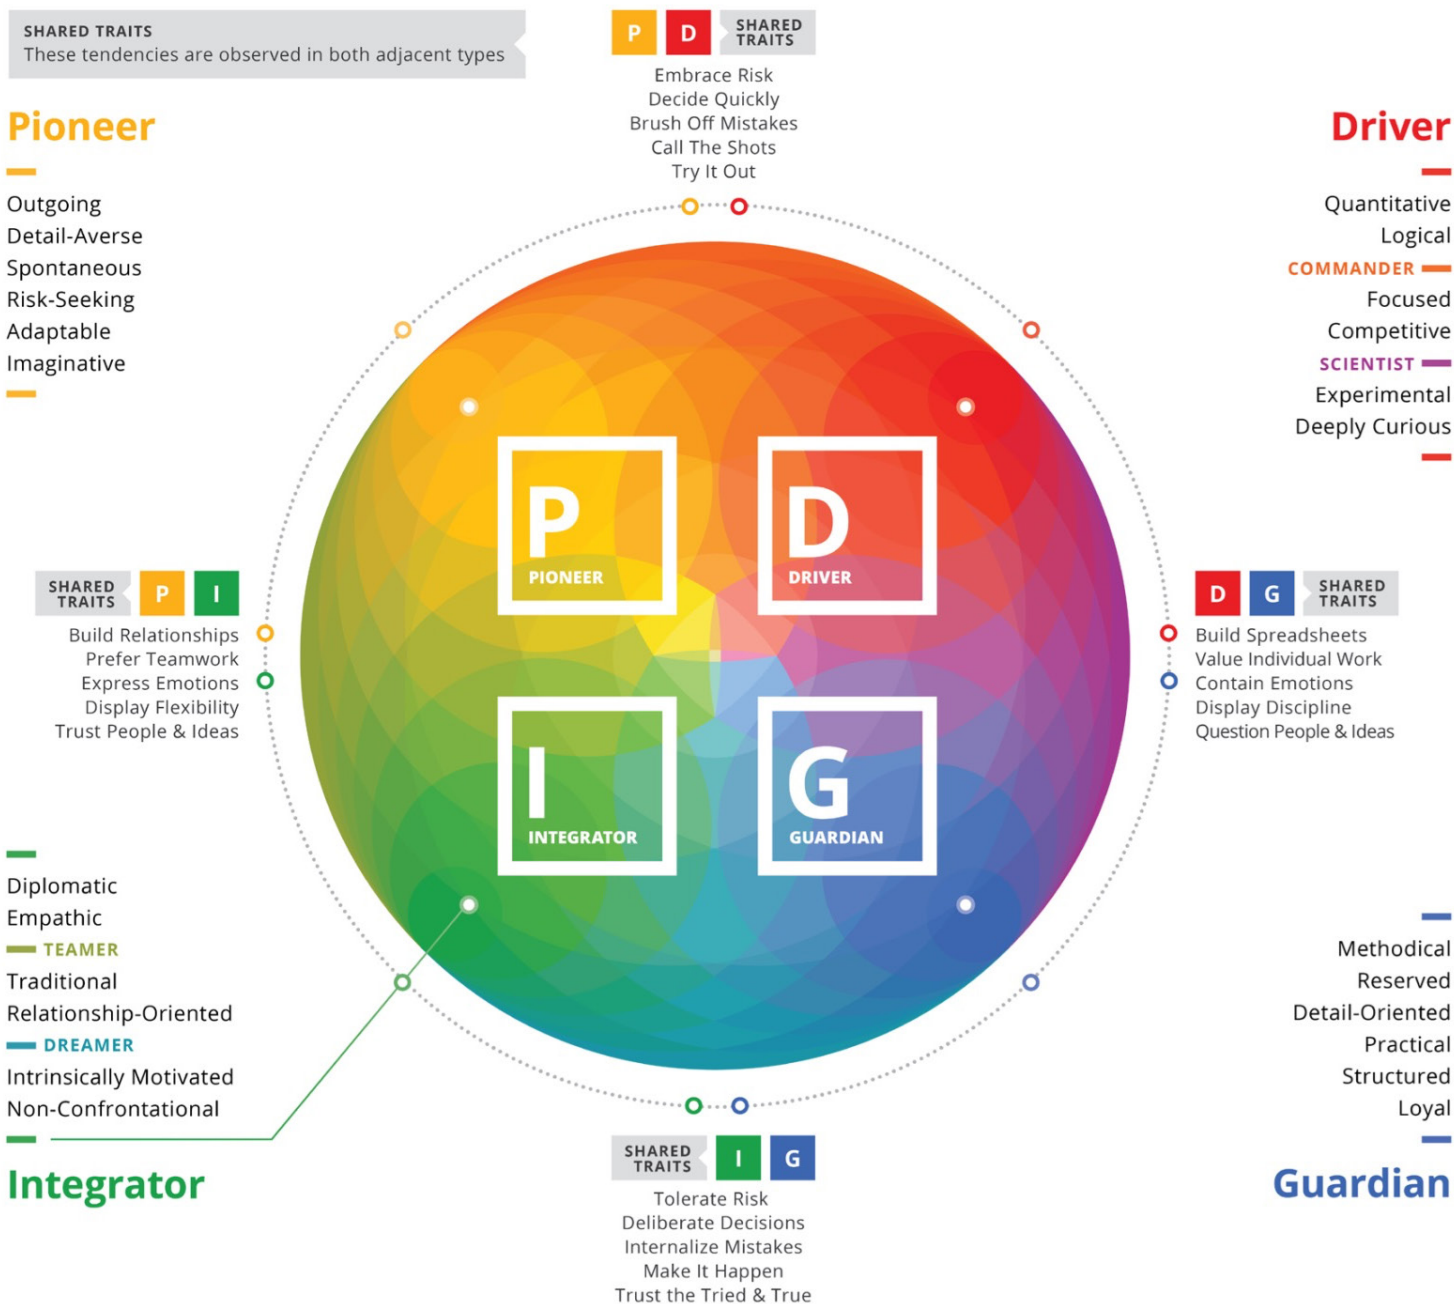 SHARED TRAITS
These tendencies are observed in both adjacent types
P D SHARED
TRAITS
Embrace Risk
Decide Quickly
Brush Off Mistakes
Call The Shots
Try It Out
Pioneer
Outgoing
Detail-Averse
Spontaneous
Risk-Seeking
Adaptable
Imaginative
Driver
Quantitative
Logical
COMMANDER
Focused
Competitive
SCIENTIST
Experimental
Deeply Curious
P
PIONEER
D
DRIVER
SHARED
TRAITS P I
Build Relationships
Prefer Teamwork
Express Emotions
Display Flexibility
Trust People & Ideas
D G SHARED
TRAITS
Build Spreadsheets
Value Individual Work
Contain Emotions
Display Discipline
Question People & Ideas
I
INTEGRATOR
G
GUARDIAN
Diplomatic
Empathic
TEAMER
Traditional
Relationship-Oriented
DREAMER
Intrinsically Motivated
Non-Confrontational
Integrator
Methodical
Reserved
Detail-Oriented
Practical
Structured
Loyal
Guardian
SHARED
TRAITS I G
Tolerate Risk
Deliberate Decisions
Internalize Mistakes
Make It Happen
Trust the Tried & True